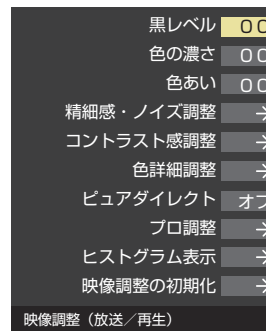 黒レベル 00
色の濃さ 00
色あい 00
精細感・ノイズ調整 →
コントラスト感調整 →
色詳細調整 →
ピュアダイレクト オフ
プロ調整 →
ヒストグラム表示 →
映像調整の初期化 →
映像調整（放送／再生）